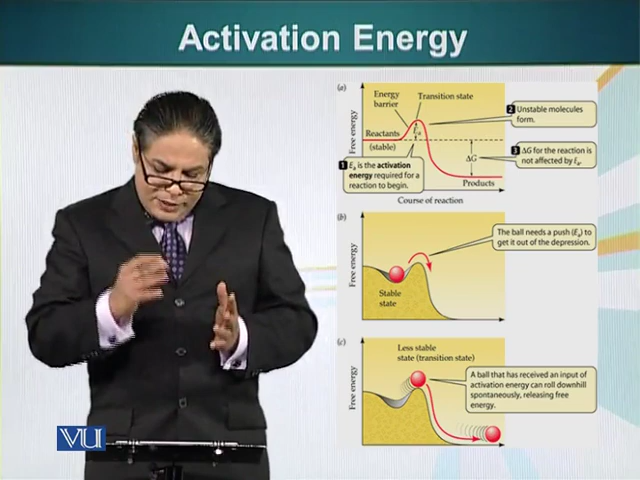 Activation Energy
(a)
Energy
barrier
Transition state
Free energy
Reactants
(stable)
Ea
ΔG
Products
Course of reaction
1 Ea is the activation
energy required for a
reaction to begin.
2 Unstable molecules
form.
3 ΔG for the reaction is
not affected by Ea.
(b)
Free energy
Stable
state
The ball needs a push (Ea) to
get it out of the depression.
(c)
Free energy
Less stable
state (transition state)
A ball that has received an input of
activation energy can roll downhill
spontaneously, releasing free
energy.
VU